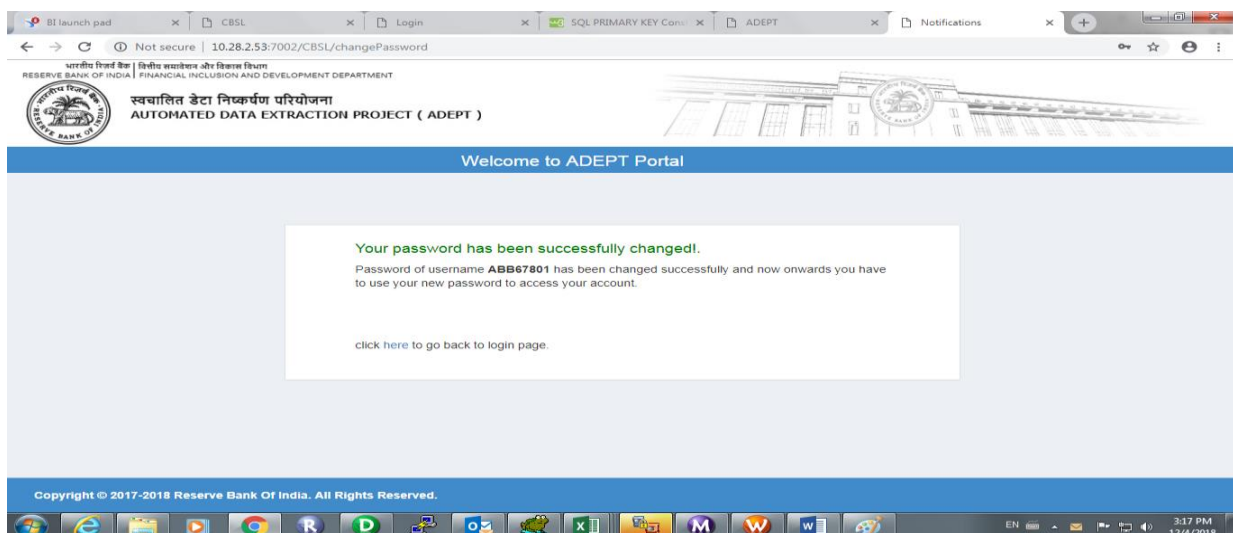 BI launch pad
CBSL
Login
SQL PRIMARY KEY Con
ADEPT
Notifications
Not secure | 10.28.2.53:7002/CBSL/changePassword
भारतीय रिज़र्व बैंक | वित्तीय समावेशन और विकास विभाग
RESERVE BANK OF INDIA | FINANCIAL INCLUSION AND DEVELOPMENT DEPARTMENT
स्वचालित डेटा निष्कर्षण परियोजना
AUTOMATED DATA EXTRACTION PROJECT ( ADEPT )
Welcome to ADEPT Portal
Your password has been successfully changed!.
Password of username ABB67801 has been changed successfully and now onwards you have
to use your new password to access your account.
click here to go back to login page.
Copyright © 2017-2018 Reserve Bank Of India. All Rights Reserved.
EN
3:17 PM
12/4/2018